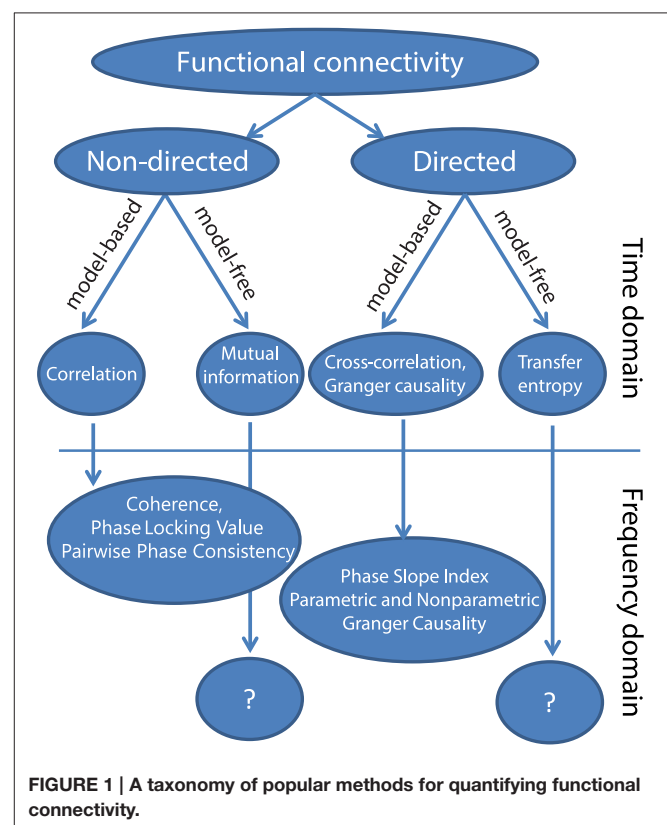 Functional connectivity
Non-directed
Directed
model-based
model-free
model-based
model-free
Time domain
Correlation
Mutual
information
Cross-correlation,
Granger causality
Transfer
entropy
Frequency domain
Coherence,
Phase Locking Value
Pairwise Phase Consistency
Phase Slope Index
Parametric and Nonparametric
Granger Causality
?
?
FIGURE 1 | A taxonomy of popular methods for quantifying functional
connectivity.